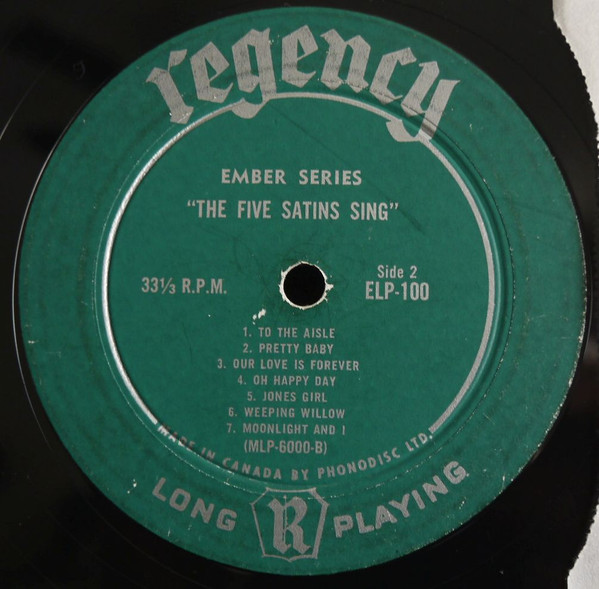 regency
EMBER SERIES
"THE FIVE SATINS SING"
33⅓ R.P.M.
Side 2
ELP-100
1. TO THE AISLE
2. PRETTY BABY
3. OUR LOVE IS FOREVER
4. OH HAPPY DAY
5. JONES GIRL
6. WEEPING WILLOW
7. MOONLIGHT AND I
(MLP-6000-B)
MADE IN CANADA BY PHONODISC LTD.
LONG R PLAYING